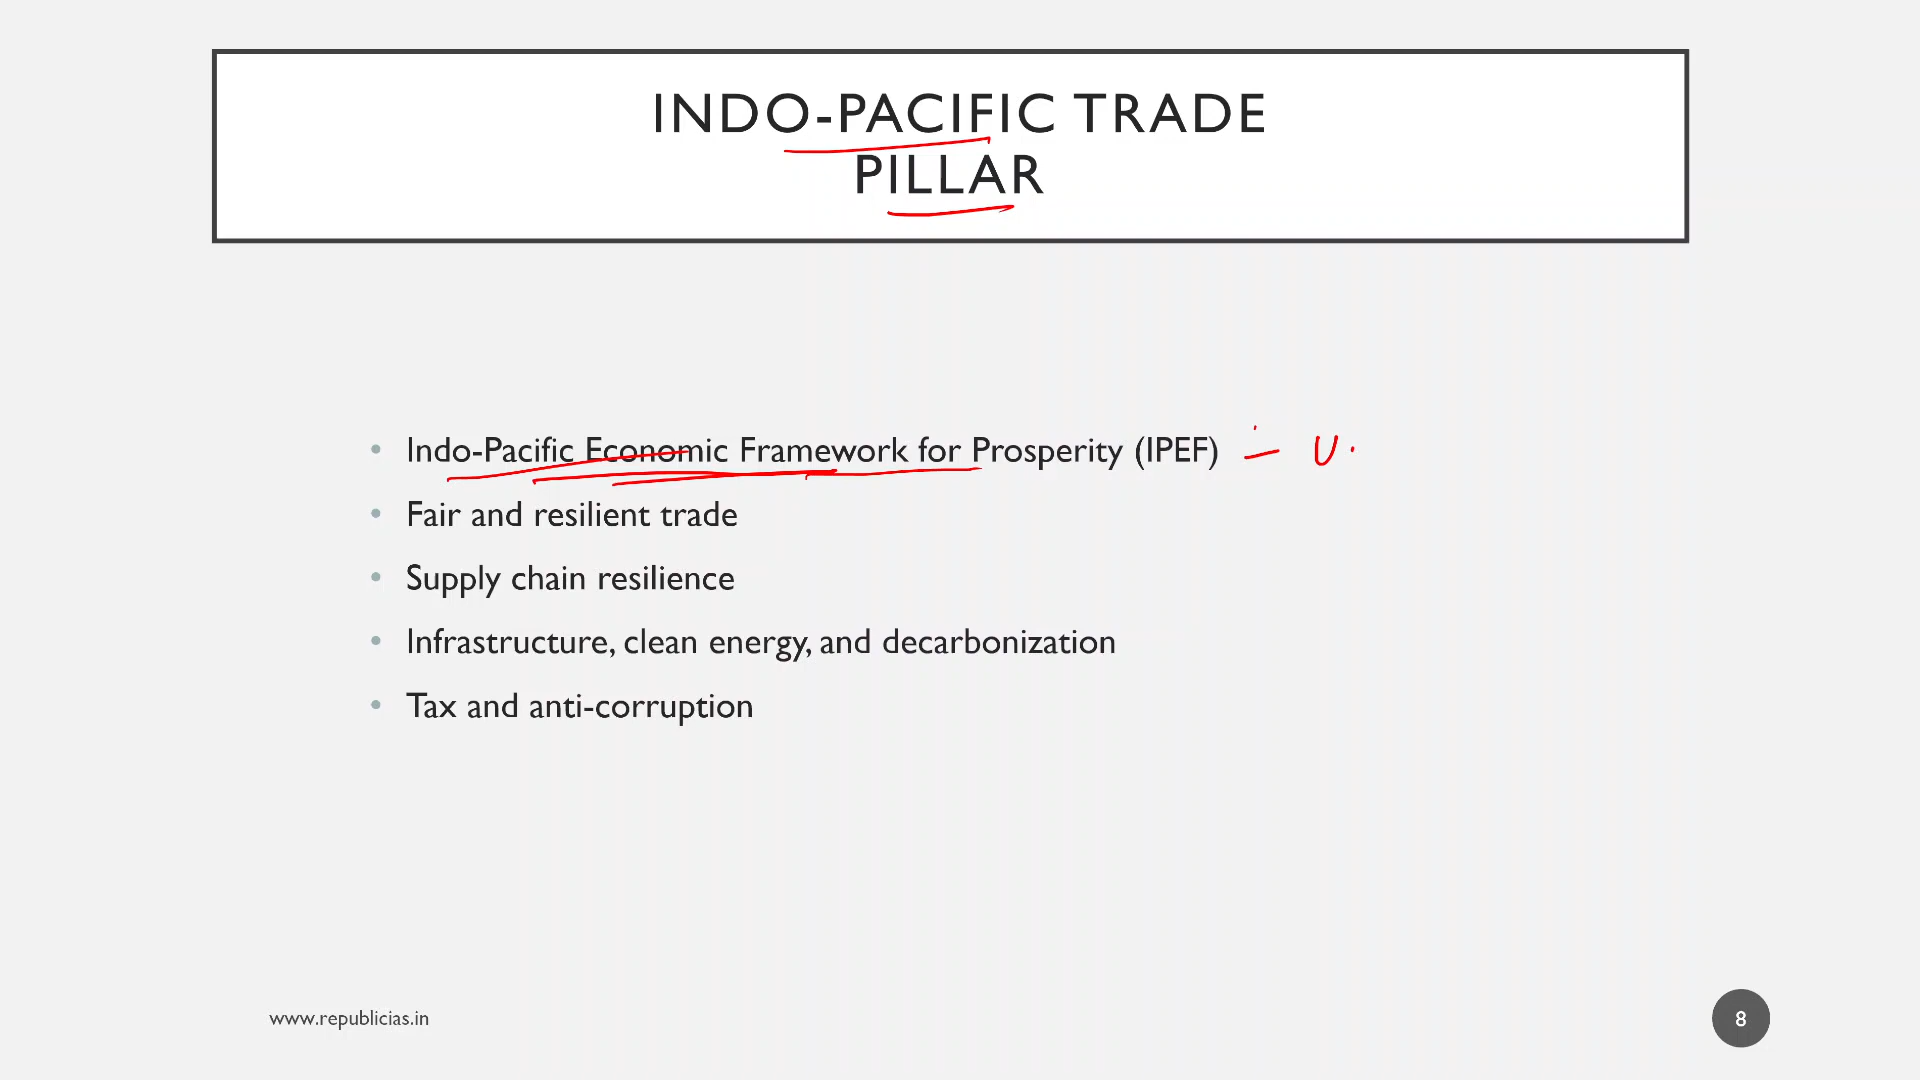 INDO-PACIFIC TRADE
PILLAR
• Indo-Pacific Economic Framework for Prosperity (IPEF) :- U.
• Fair and resilient trade
• Supply chain resilience
• Infrastructure, clean energy, and decarbonization
• Tax and anti-corruption
www.republicias.in
8